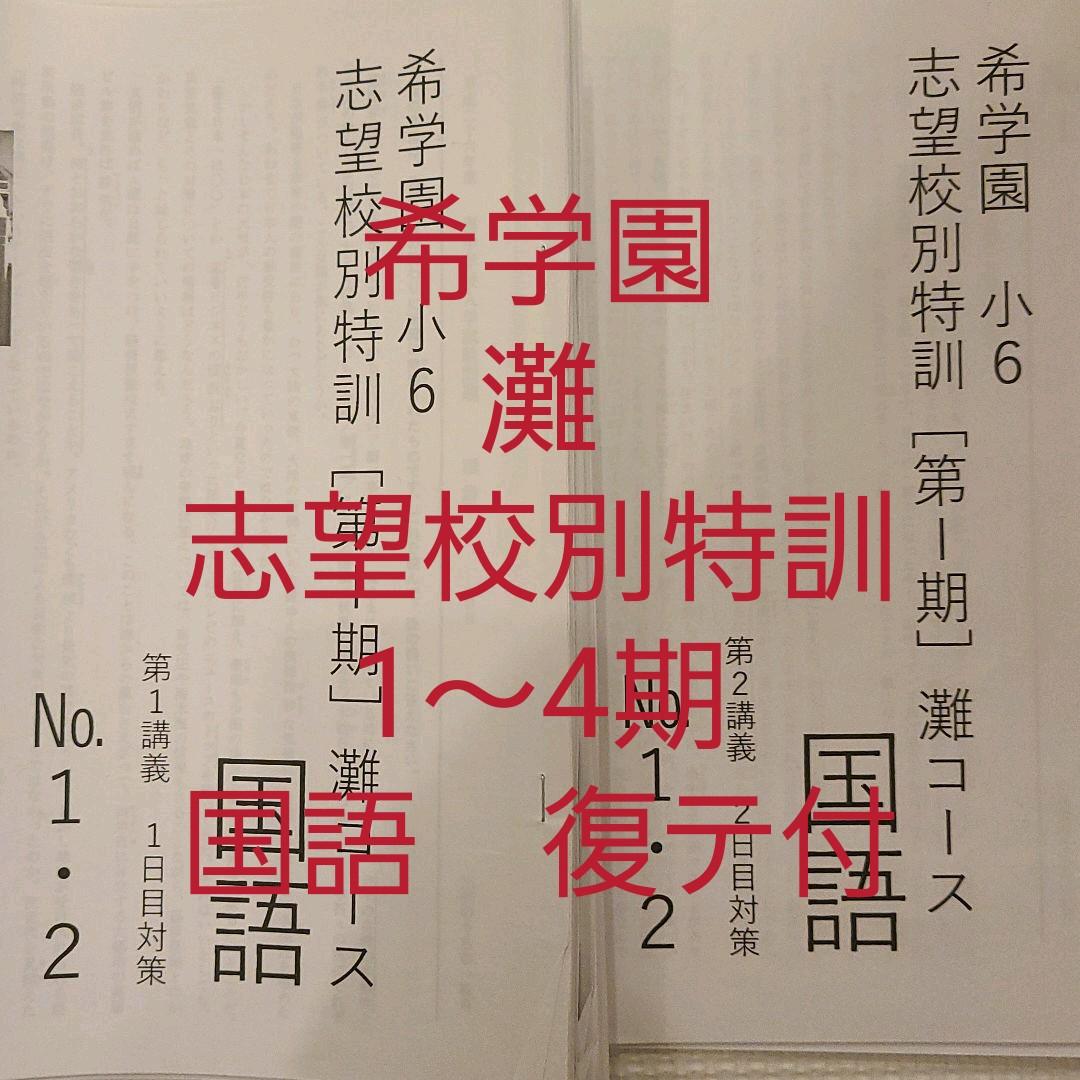 希学園
灘
志望校別特訓
1～4期
国語　復テ付
希学園　小6
志望校別特訓［第Ⅰ期］灘コース
国語
第2講義　2日目対策
No.1・2
希学園　小6
志望校別特訓［第Ⅰ期］灘コース
国語
第1講義　1日目対策
No.1・2